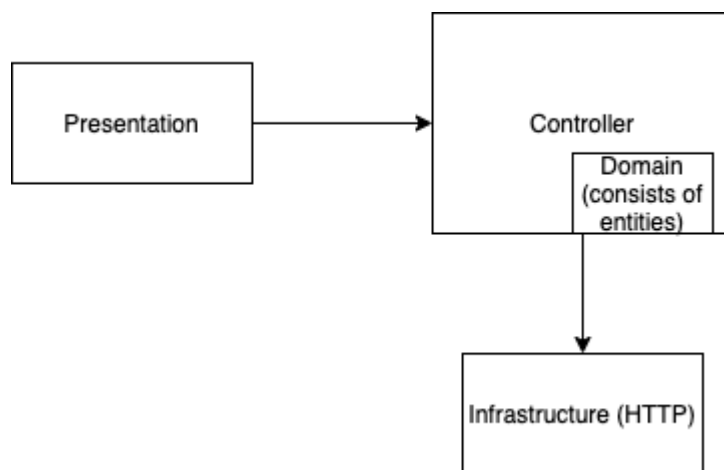 Presentation
Controller
Domain
(consists of
entities)
Infrastructure (HTTP)